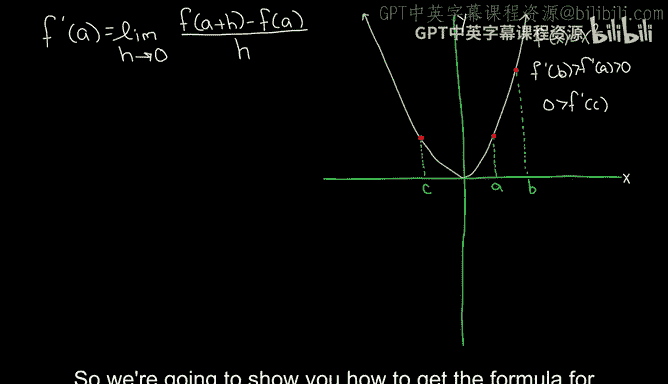 GPT中英字幕课程资源@bilibili.com
GPT中英字幕课程资源 bilibili
f'(a) = lim h→0 f(a+h)-f(a) / h
f'(b)>f'(a)>0
0>f'(c)
c a b x
So we're going to show you how to get the formula for